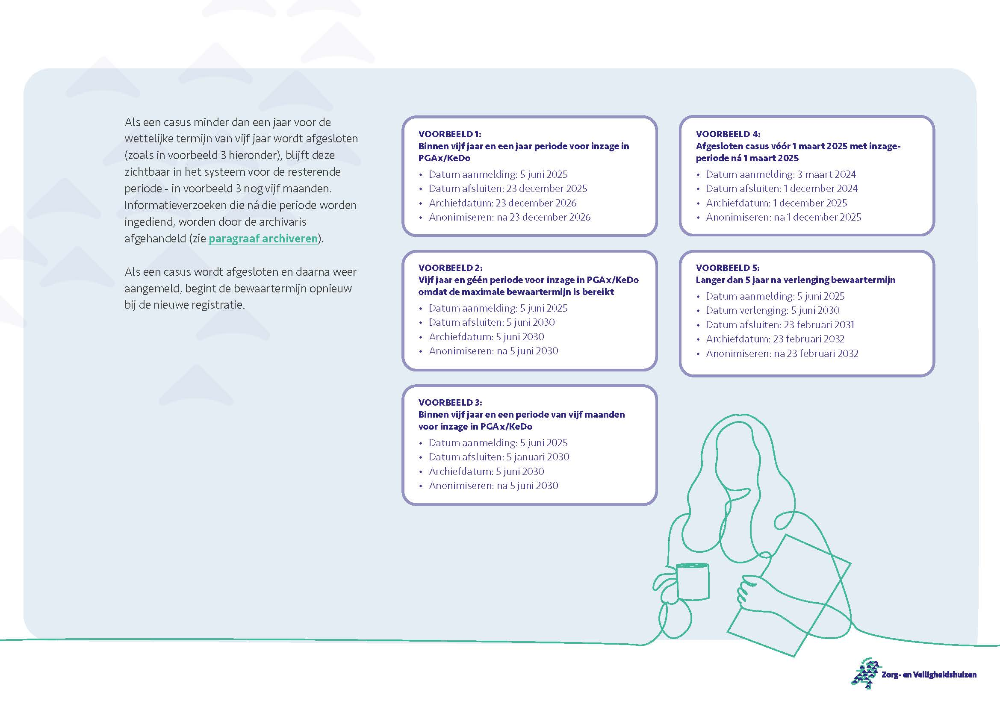 Als een casus minder dan een jaar voor de
wettelijke termijn van vijf jaar wordt afgesloten
(zoals in voorbeeld 3 hieronder), blijft deze
zichtbaar in het systeem voor de resterende
periode - in voorbeeld 3 nog vijf maanden.
Informatieverzoeken die ná die periode worden
ingediend, worden door de archivaris
afgehandeld (zie paragraaf archiveren).
Als een casus wordt afgesloten en daarna weer
aangemeld, begint de bewaartermijn opnieuw
bij de nieuwe registratie.
VOORBEELD 1:
Binnen vijf jaar en een jaar periode voor inzage in
PGAx/KeDo
• Datum aanmelding: 5 juni 2025
• Datum afsluiten: 23 december 2025
• Archiefdatum: 23 december 2026
• Anonimiseren: na 23 december 2026
VOORBEELD 2:
Vijf jaar en géén periode voor inzage in PGAx/KeDo
omdat de maximale bewaartermijn is bereikt
• Datum aanmelding: 5 juni 2025
• Datum afsluiten: 5 juni 2030
• Archiefdatum: 5 juni 2030
• Anonimiseren: na 5 juni 2030
VOORBEELD 3:
Binnen vijf jaar en een periode van vijf maanden
voor inzage in PGAx/KeDo
• Datum aanmelding: 5 juni 2025
• Datum afsluiten: 5 januari 2030
• Archiefdatum: 5 juni 2030
• Anonimiseren: na 5 juni 2030
VOORBEELD 4:
Afgesloten casus vóór 1 maart 2025 met inzage-
periode ná 1 maart 2025
• Datum aanmelding: 3 maart 2024
• Datum afsluiten: 1 december 2024
• Archiefdatum: 1 december 2025
• Anonimiseren: na 1 december 2025
VOORBEELD 5:
Langer dan 5 jaar na verlenging bewaartermijn
• Datum aanmelding: 5 juni 2025
• Datum verlenging: 5 juni 2030
• Datum afsluiten: 23 februari 2031
• Archiefdatum: 23 februari 2032
• Anonimiseren: na 23 februari 2032
Zorg- en Veiligheidshuizen